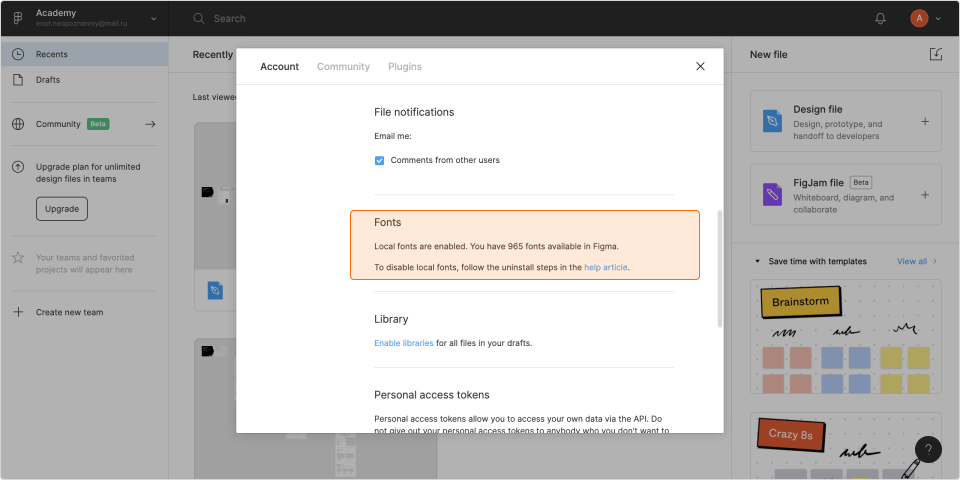 Academy
enot.neopoznanniy@mail.ru
Search
A
Recents
Drafts
Community Beta
Upgrade plan for unlimited
design files in teams
Upgrade
Your teams and favorited
projects will appear here
Create new team
Recently
Last viewe
Account Community Plugins
File notifications
Email me:
Comments from other users
Fonts
Local fonts are enabled. You have 965 fonts available in Figma.
To disable local fonts, follow the uninstall steps in the help article.
Library
Enable libraries for all files in your drafts.
Personal access tokens
Personal access tokens allow you to access your own data via the API. Do
not give out your personal access tokens to anybody who you don't want to
New file
Design file
Design, prototype, and
handoff to developers
FigJam file Beta
Whiteboard, diagram, and
collaborate
Save time with templates View all
Brainstorm
Crazy 8s
?